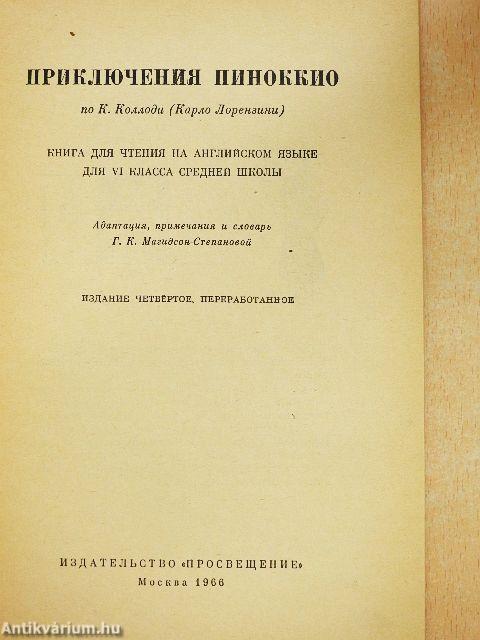 ПРИКЛЮЧЕНИЯ ПИНОККИО
по К. Коллоди (Карло Лорензини)
КНИГА ДЛЯ ЧТЕНИЯ НА АНГЛИЙСКОМ ЯЗЫКЕ
ДЛЯ VI КЛАССА СРЕДНЕЙ ШКОЛЫ
Адаптация, примечания и словарь
Г. К. Магидсон-Степановой
ИЗДАНИЕ ЧЕТВЁРТОЕ, ПЕРЕРАБОТАННОЕ
ИЗДАТЕЛЬСТВО «ПРОСВЕЩЕНИЕ»
Москва 1966
Antikvárium.hu